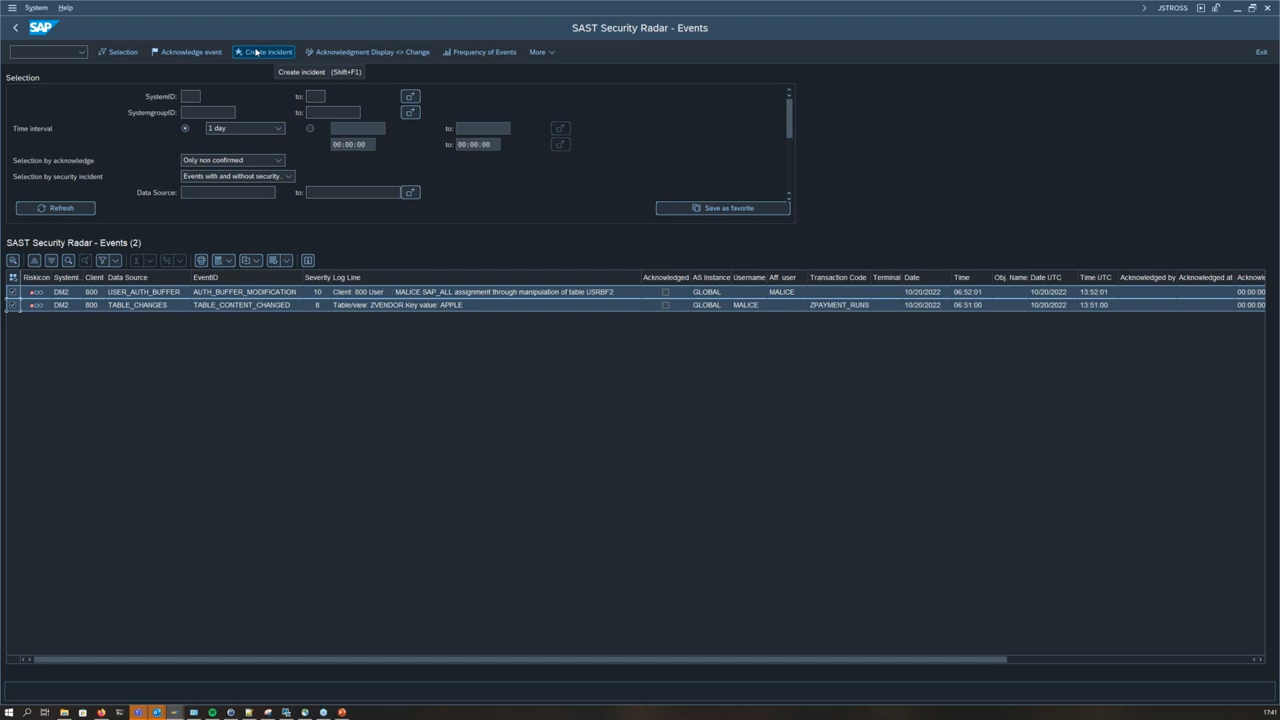 System Help JSTROSS
SAP SAST Security Radar - Events
Selection Acknowledge event Create incident Acknowledgment Display <> Change Frequency of Events More Exit
Create incident (Shift+F1)
Selection
SystemID: to:
SystemgroupID: to:
Time interval 1 day
00:00:00 to: 00:00:00
Selection by acknowledge Only non confirmed
Selection by security incident Events with and without security..
Data Source: to:
Refresh Save as favorite
SAST Security Radar - Events (2)
Riskicon SystemI.. Client Data Source EventID Severity Log Line Acknowledged AS Instance Username Aff. user Transaction Code Terminal Date Time Obj. Name Date UTC Time UTC Acknowledged by Acknowledged at Acknowl
DM2 800 USER_AUTH_BUFFER AUTH_BUFFER_MODIFICATION 10 Client: 800 User : MALICE SAP_ALL assignment through manipulation of table USRBF2 GLOBAL MALICE 10/20/2022 06:52:01 10/20/2022 13:52:01 00:00:00
DM2 800 TABLE_CHANGES TABLE_CONTENT_CHANGED 8 Table/view: ZVENDOR Key value: APPLE GLOBAL MALICE ZPAYMENT_RUNS 10/20/2022 06:51:00 10/20/2022 13:51:00 00:00:00
17:41